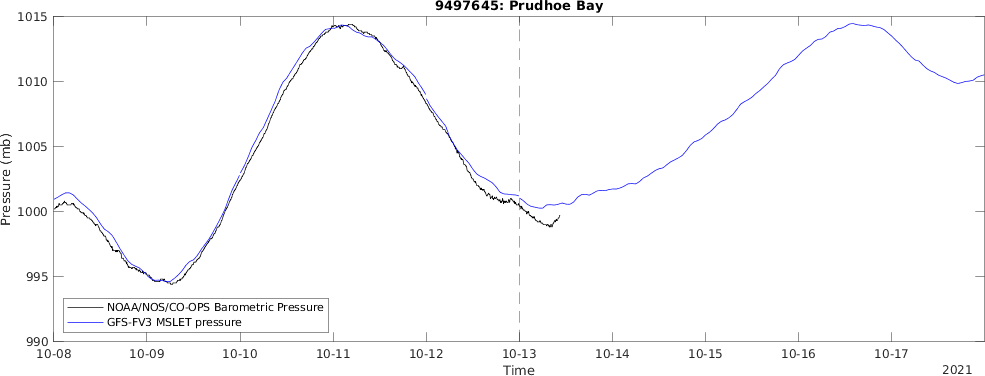 9497645: Prudhoe Bay
1015
1010
1005
1000
995
990
Pressure (mb)
NOAA/NOS/CO-OPS Barometric Pressure
GFS-FV3 MSLET pressure
10-08 10-09 10-10 10-11 10-12 10-13 10-14 10-15 10-16 10-17
Time
2021